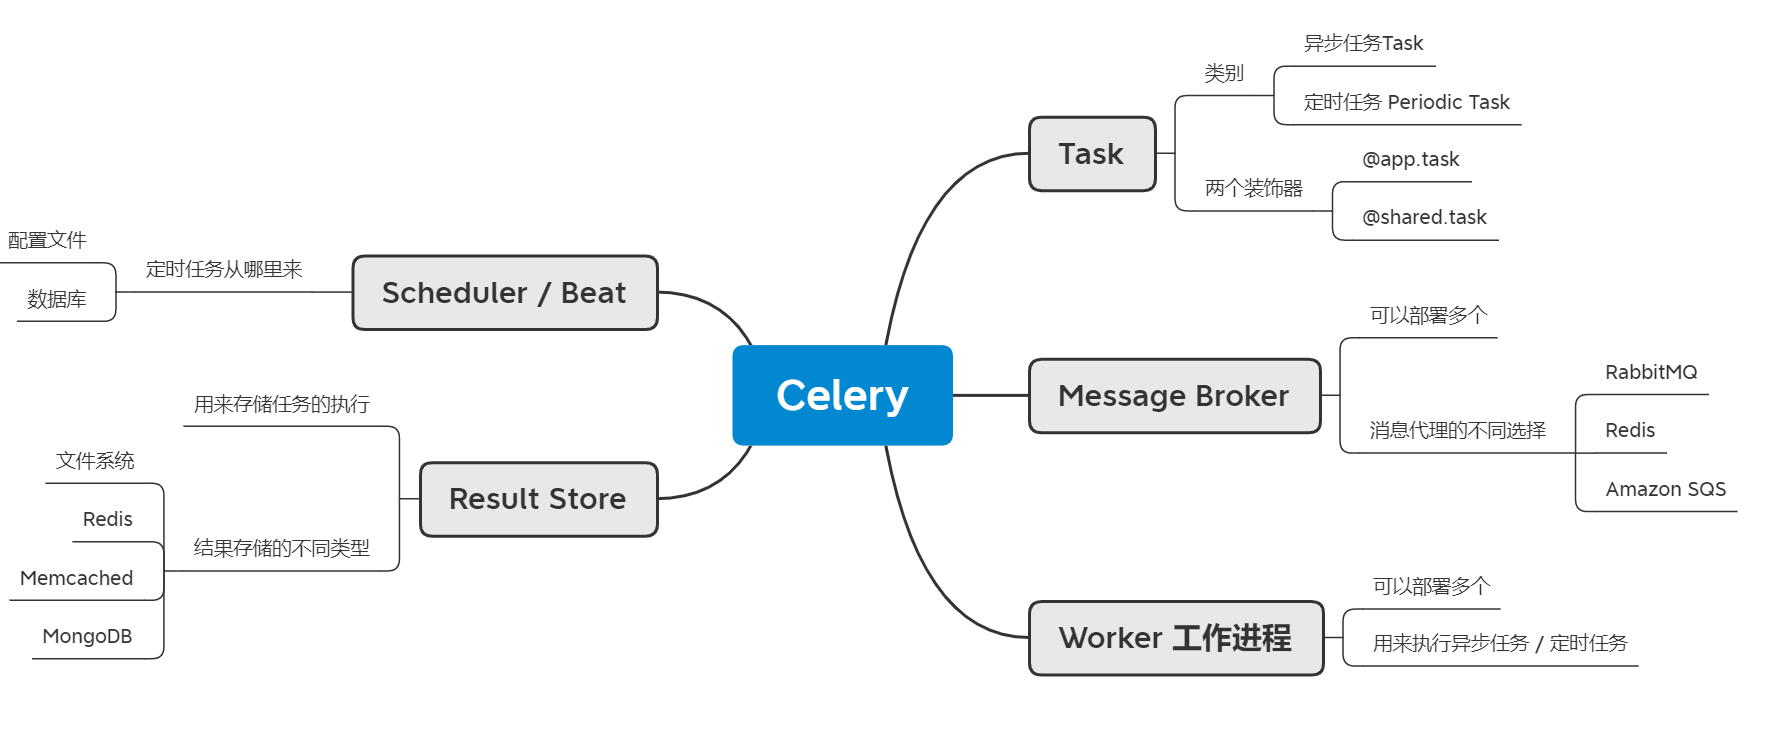 Celery
Task
类别
异步任务Task
定时任务 Periodic Task
两个装饰器
@app.task
@shared.task
Message Broker
可以部署多个
消息代理的不同选择
RabbitMQ
Redis
Amazon SQS
Worker 工作进程
可以部署多个
用来执行异步任务 / 定时任务
Scheduler / Beat
定时任务从哪里来
配置文件
数据库
Result Store
用来存储任务的执行
结果存储的不同类型
文件系统
Redis
Memcached
MongoDB